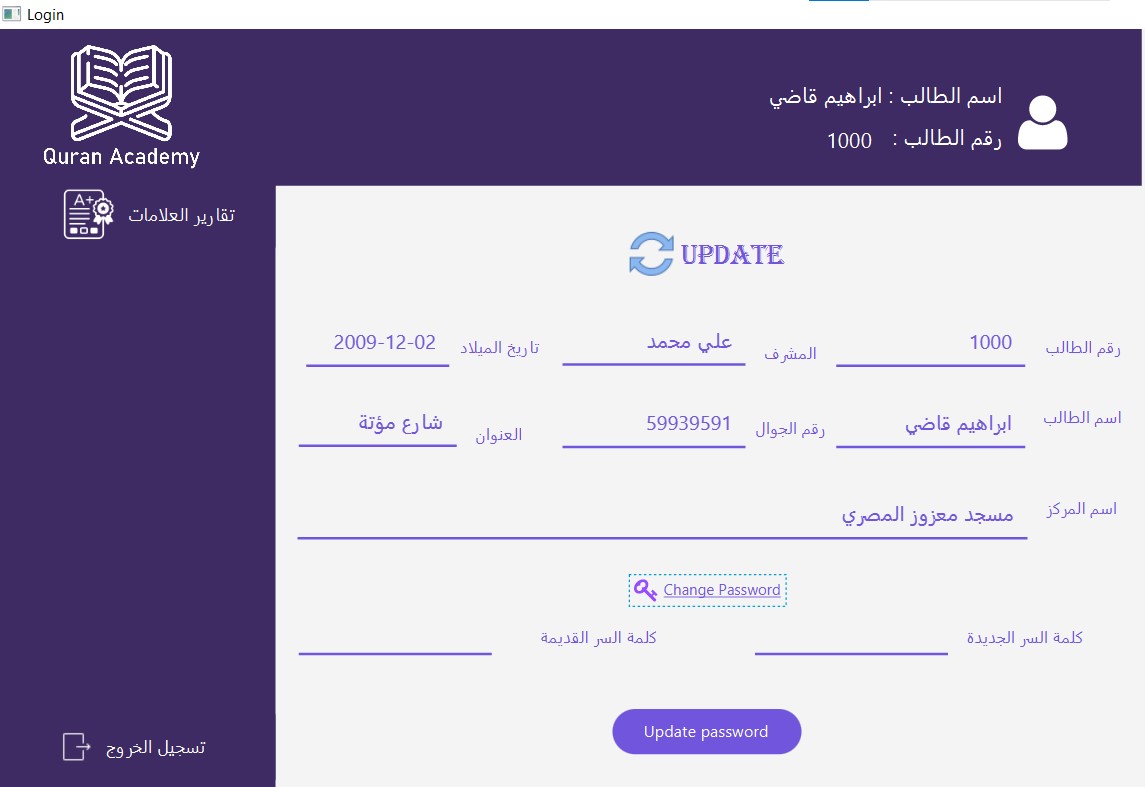 Login
Quran Academy
اسم الطالب : ابراهيم قاضي
رقم الطالب : 1000
A+
تقارير العلامات
UPDATE
رقم الطالب 1000 المشرف علي محمد تاريخ الميلاد 2009-12-02
اسم الطالب ابراهيم قاضي رقم الجوال 59939591 العنوان شارع مؤتة
اسم المركز مسجد معزوز المصري
Change Password
كلمة السر الجديدة كلمة السر القديمة
Update password
تسجيل الخروج